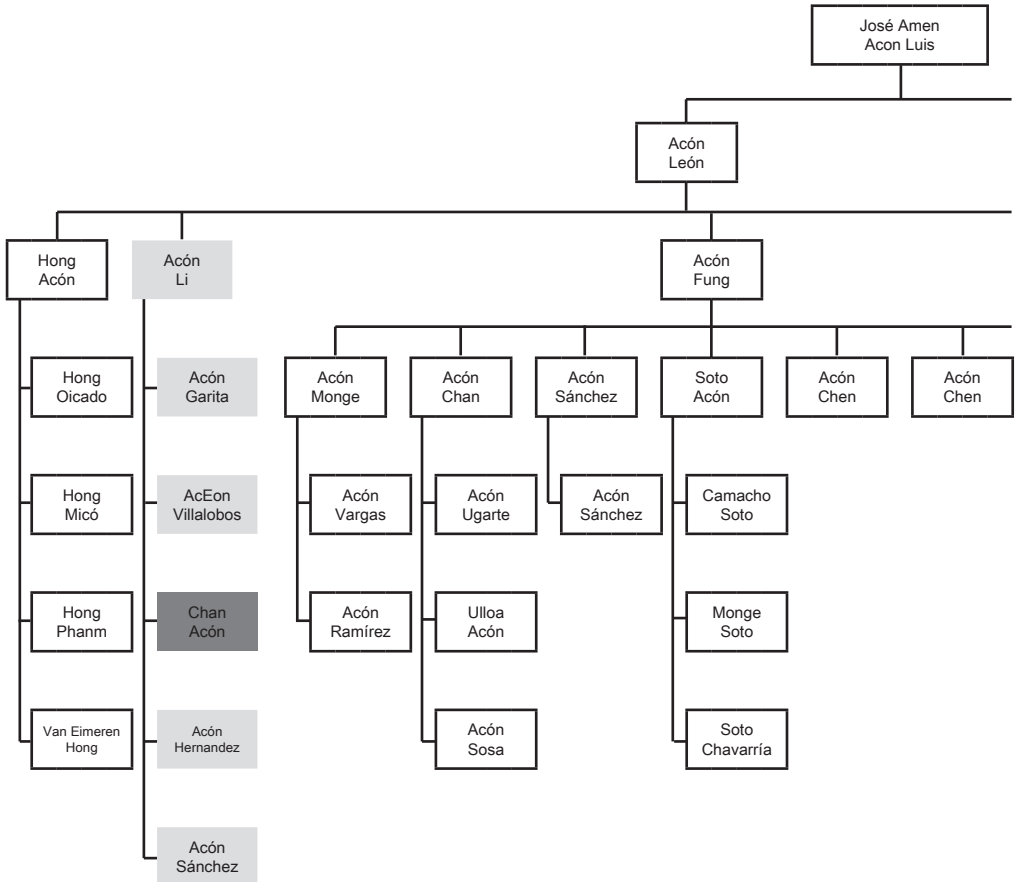 José Amen
Acon Luis
Acón
León
Hong
Acón
Acón
Li
Acón
Fung
Hong
Oicado
Acón
Garita
Acón
Monge
Acón
Chan
Acón
Sánchez
Soto
Acón
Acón
Chen
Acón
Chen
Hong
Micó
AcEon
Villalobos
Acón
Vargas
Acón
Ugarte
Acón
Sánchez
Camacho
Soto
Hong
Phanm
Chan
Acón
Acón
Ramírez
Ulloa
Acón
Monge
Soto
Van Eimeren
Hong
Acón
Hernandez
Acón
Sosa
Soto
Chavarría
Acón
Sánchez